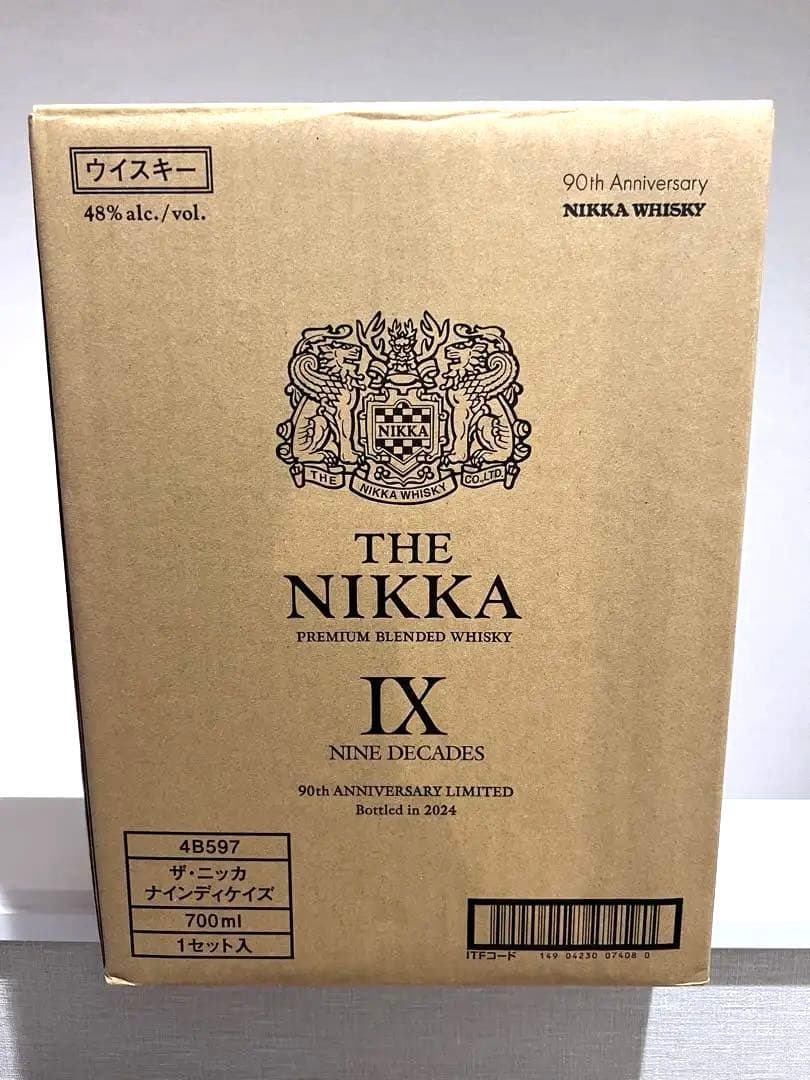 ウイスキー
48% alc./vol.
90th Anniversary
NIKKA WHISKY
NIKKA
THE NIKKA WHISKY CO.,LTD.
THE
NIKKA
PREMIUM BLENDED WHISKY
IX
NINE DECADES
90th ANNIVERSARY LIMITED
Bottled in 2024
4B597
ザ・ニッカ
ナインディケイズ
700ml
1セット入
ITFコード 149 04230 07408 0